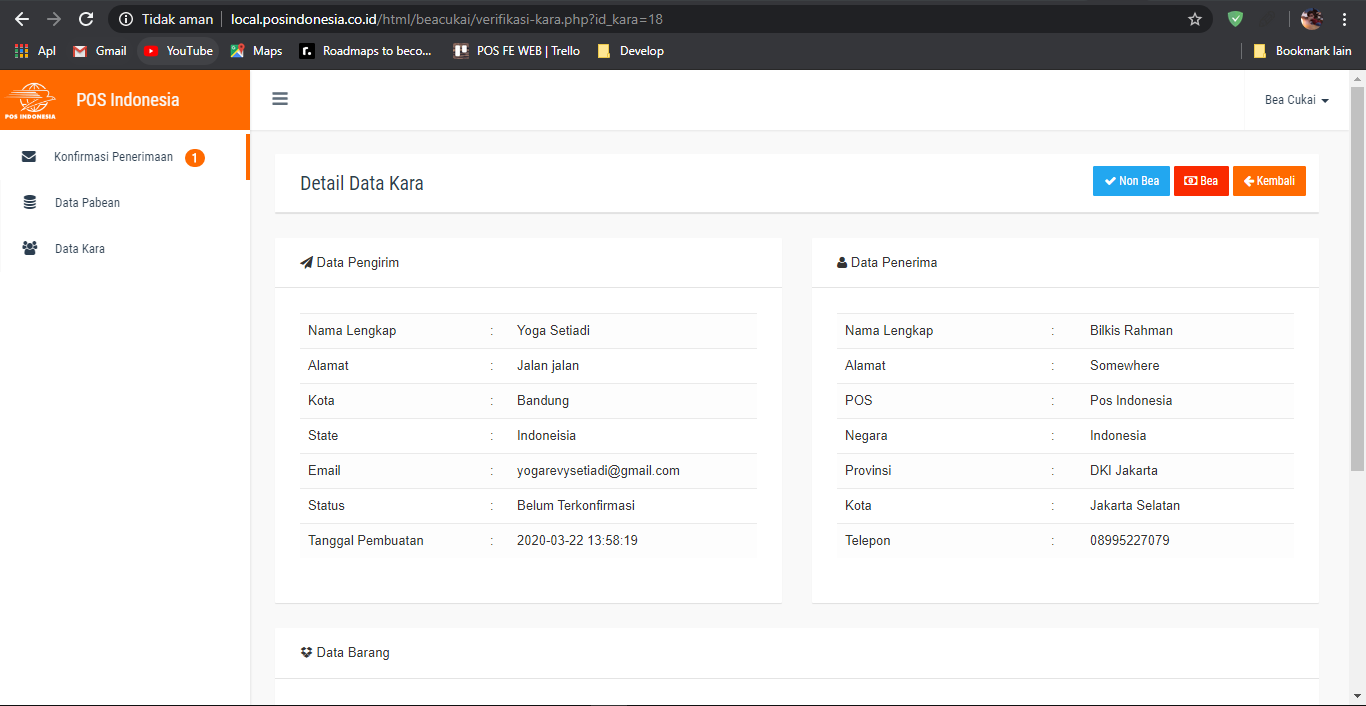 Tidak aman | local.posindonesia.co.id/html/beacukai/verifikasi-kara.php?id_kara=18
Apl Gmail YouTube Maps r. Roadmaps to beco... POS FE WEB | Trello Develop Bookmark lain
POS INDONESIA
POS Indonesia
Bea Cukai
Konfirmasi Penerimaan 1
Data Pabean
Data Kara
Detail Data Kara
Non Bea
Bea
Kembali
Data Pengirim
Nama Lengkap : Yoga Setiadi
Alamat : Jalan jalan
Kota : Bandung
State : Indoneisia
Email : yogarevysetiadi@gmail.com
Status : Belum Terkonfirmasi
Tanggal Pembuatan : 2020-03-22 13:58:19
Data Penerima
Nama Lengkap : Bilkis Rahman
Alamat : Somewhere
POS : Pos Indonesia
Negara : Indonesia
Provinsi : DKI Jakarta
Kota : Jakarta Selatan
Telepon : 08995227079
Data Barang